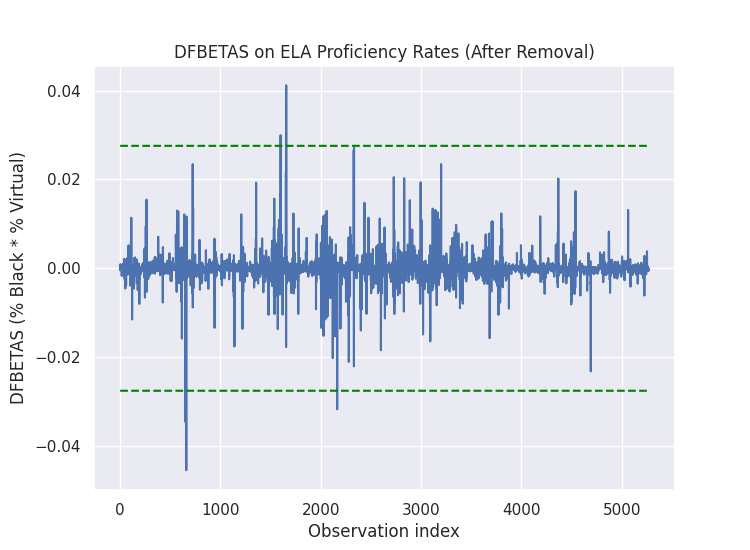 DFBETAS on ELA Proficiency Rates (After Removal)
DFBETAS (% Black * % Virtual)
0.04
0.02
0.00
−0.02
−0.04
0 1000 2000 3000 4000 5000
Observation index